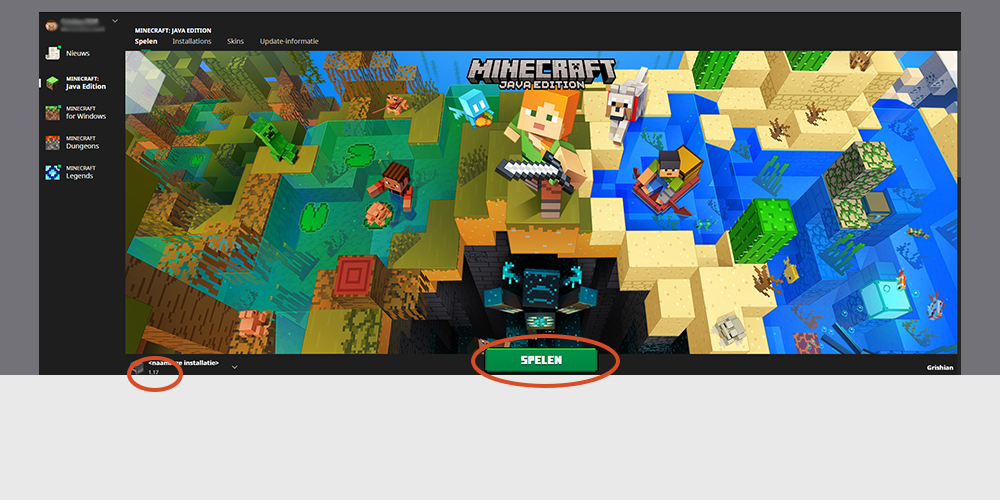 MINECRAFT: JAVA EDITION
Spelen Installations Skins Update-informatie
Nieuws
MINECRAFT:
Java Edition
MINECRAFT
for Windows
MINECRAFT
Dungeons
MINECRAFT
Legends
MINECRAFT
JAVA EDITION
<naamloze installatie>
1.17
SPELEN
Grishian